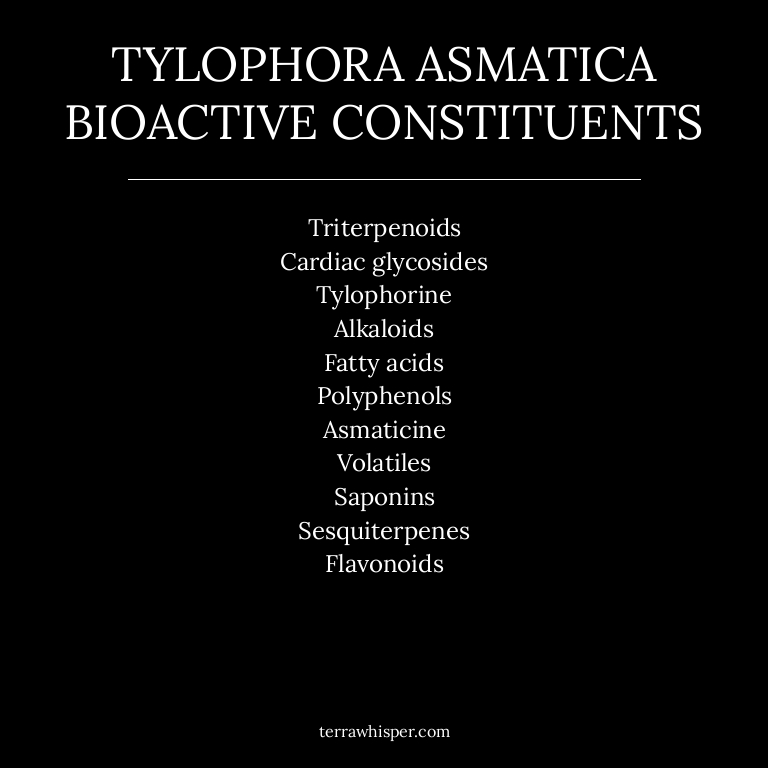 TYLOPHORA ASMATICA
BIOACTIVE CONSTITUENTS
Triterpenoids
Cardiac glycosides
Tylophorine
Alkaloids
Fatty acids
Polyphenols
Asmaticine
Volatiles
Saponins
Sesquiterpenes
Flavonoids
terrawhisper.com